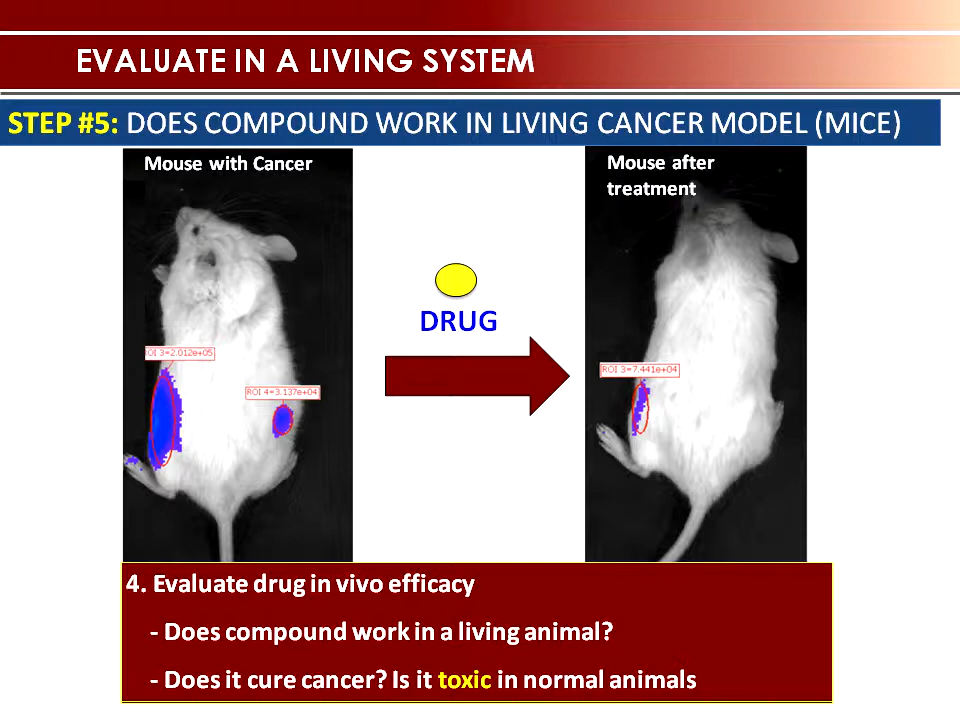 EVALUATE IN A LIVING SYSTEM
STEP #5: DOES COMPOUND WORK IN LIVING CANCER MODEL (MICE)
Mouse with Cancer
Mouse after
treatment
DRUG
ROI 3=2.012e+05
ROI 4=3.137e+04
ROI 3=7.441e+04
4. Evaluate drug in vivo efficacy
- Does compound work in a living animal?
- Does it cure cancer? Is it toxic in normal animals